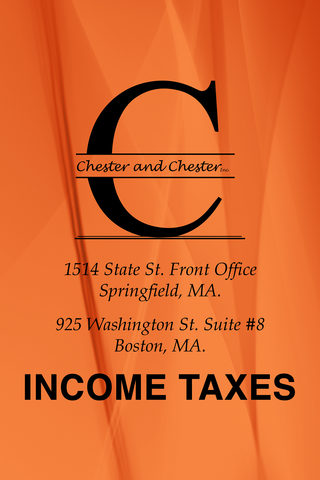 Chester and Chester Inc.
1514 State St. Front Office
Springfield, MA.
925 Washington St. Suite #8
Boston, MA.
INCOME TAXES